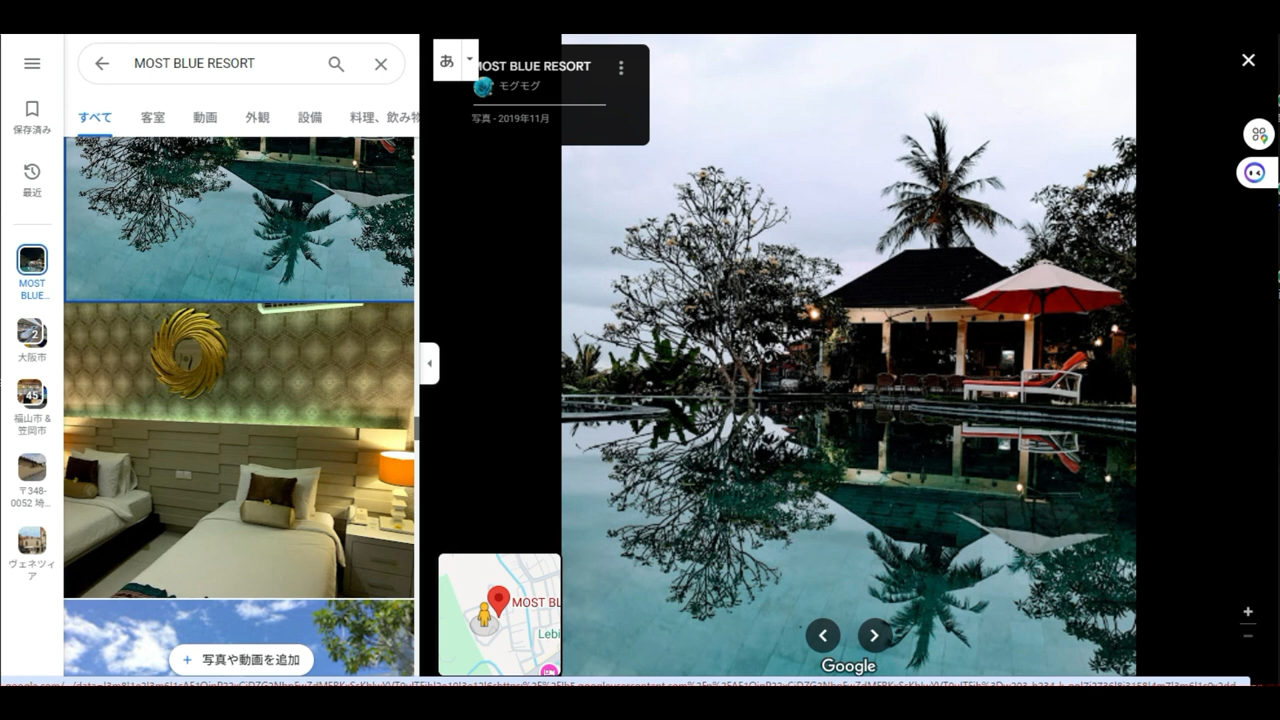 MOST BLUE RESORT
すべて
客室
動画
外観
設備
料理、飲み物
保存済み
最近
MOST
BLUE...
2
大阪市
45
福山市 &
笠岡市
〒348-
0052 埼...
ヴェネツィ
ア
+ 写真や動画を追加
あ
MOST BLUE RESORT
モグモグ
写真 - 2019年11月
MOST BL
Lebi
Google